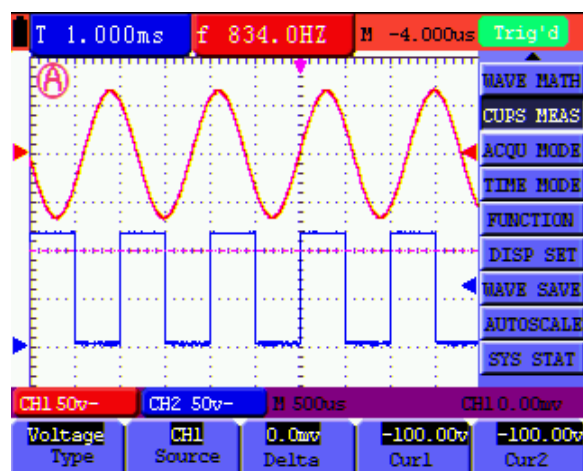 T 1.000ms f 834.0HZ M -4.000us Trig'd
A
WAVE MATH
CURS MEAS
ACQU MODE
TIME MODE
FUNCTION
DISP SET
WAVE SAVE
AUTOSCALE
SYS STAT
CH1 50v- CH2 50v- M 500us CH1 0.00mv
Voltage CH1 0.0mv -100.00v -100.00v
Type Source Delta Cur1 Cur2